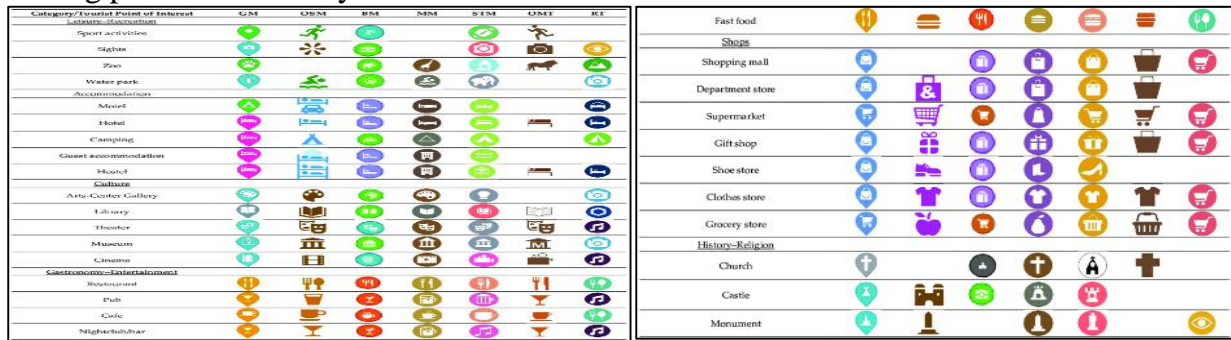 Category/Tourist Point of Interest GM OSM BM MM STM OMT RT
Leisure–Recreation
Sport activities
Sights
Zoo
Water park
Accommodation
Motel
Hotel
Camping
Guest accommodation
Hostel
Culture
Arts-Center Gallery
Library
Theater
Museum
Cinema
Gastronomy–Entertainment
Restaurant
Pub
Cafe
Nightclub/bar
Fast food
Shops
Shopping mall
Department store
&
Supermarket
Gift shop
Shoe store
Clothes store
Grocery store
History–Religion
Church
Castle
Monument